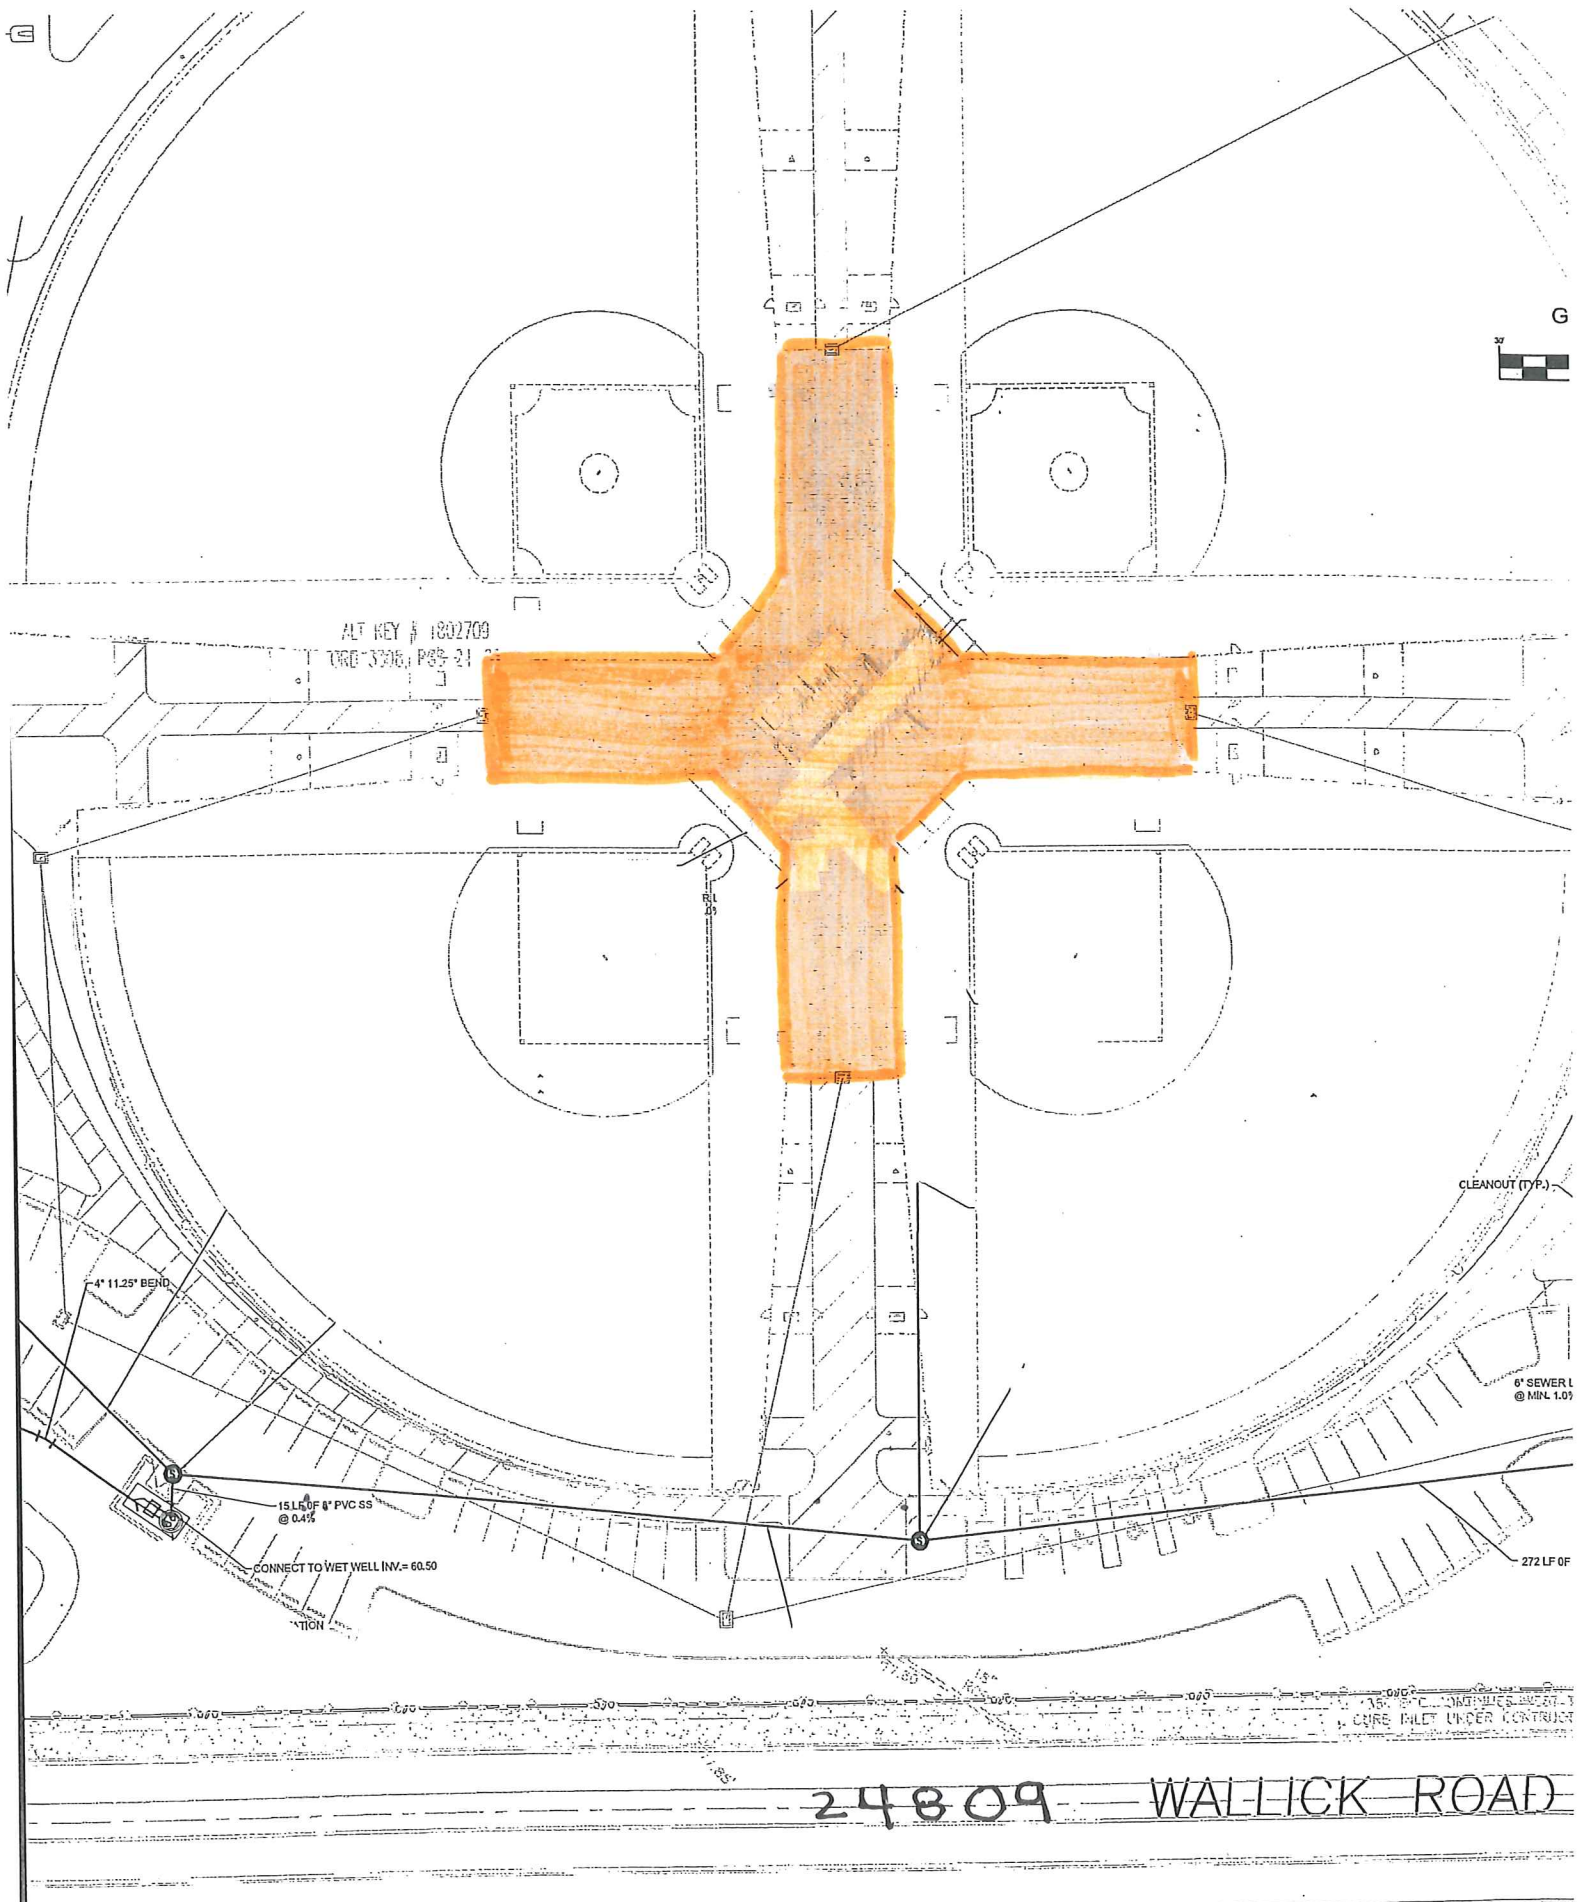 G
30'
ALT KEY # 1802709
ORB 3306, PGS 21
CLEANOUT (TYP.)
4" 11.25° BEND
6" SEWER L
@ MIN. 1.0%
15 LF OF 8" PVC SS
@ 0.4%
CONNECT TO WET WELL INV.= 60.50
272 LF OF
TION
CURB INLET UNDER CONSTRUCT
24809 WALLICK ROAD